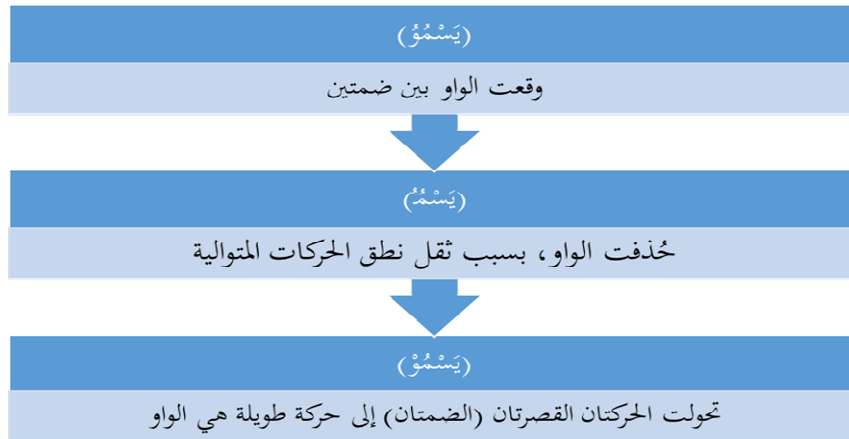 (يَسْمُوُ)
وقعت الواو بين ضمتين
(يَسْمُُ)
حُذفت الواو، بسبب ثقل نطق الحركات المتوالية
(يَسْمُوْ)
تحولت الحركتان القصرتان (الضمتان) إلى حركة طويلة هي الواو